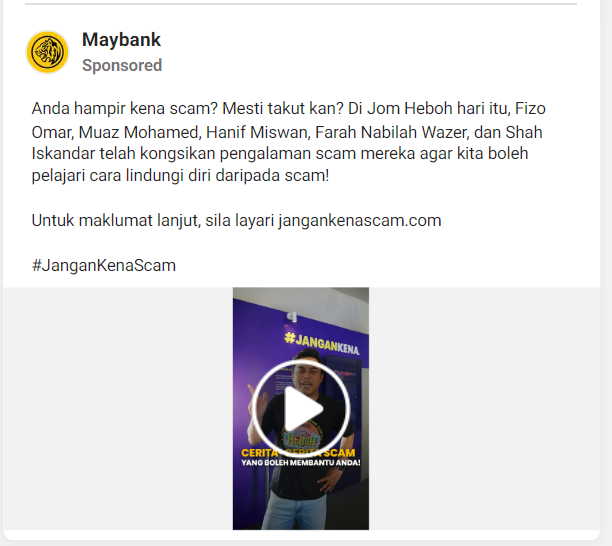 Maybank
Sponsored
Anda hampir kena scam? Mesti takut kan? Di Jom Heboh hari itu, Fizo
Omar, Muaz Mohamed, Hanif Miswan, Farah Nabilah Wazer, dan Shah
Iskandar telah kongsikan pengalaman scam mereka agar kita boleh
pelajari cara lindungi diri daripada scam!
Untuk maklumat lanjut, sila layari jangankenascam.com
#JanganKenaScam
#JANGANKENA
HEBOH
CERITA-CERITA SCAM
YANG BOLEH MEMBANTU ANDA!